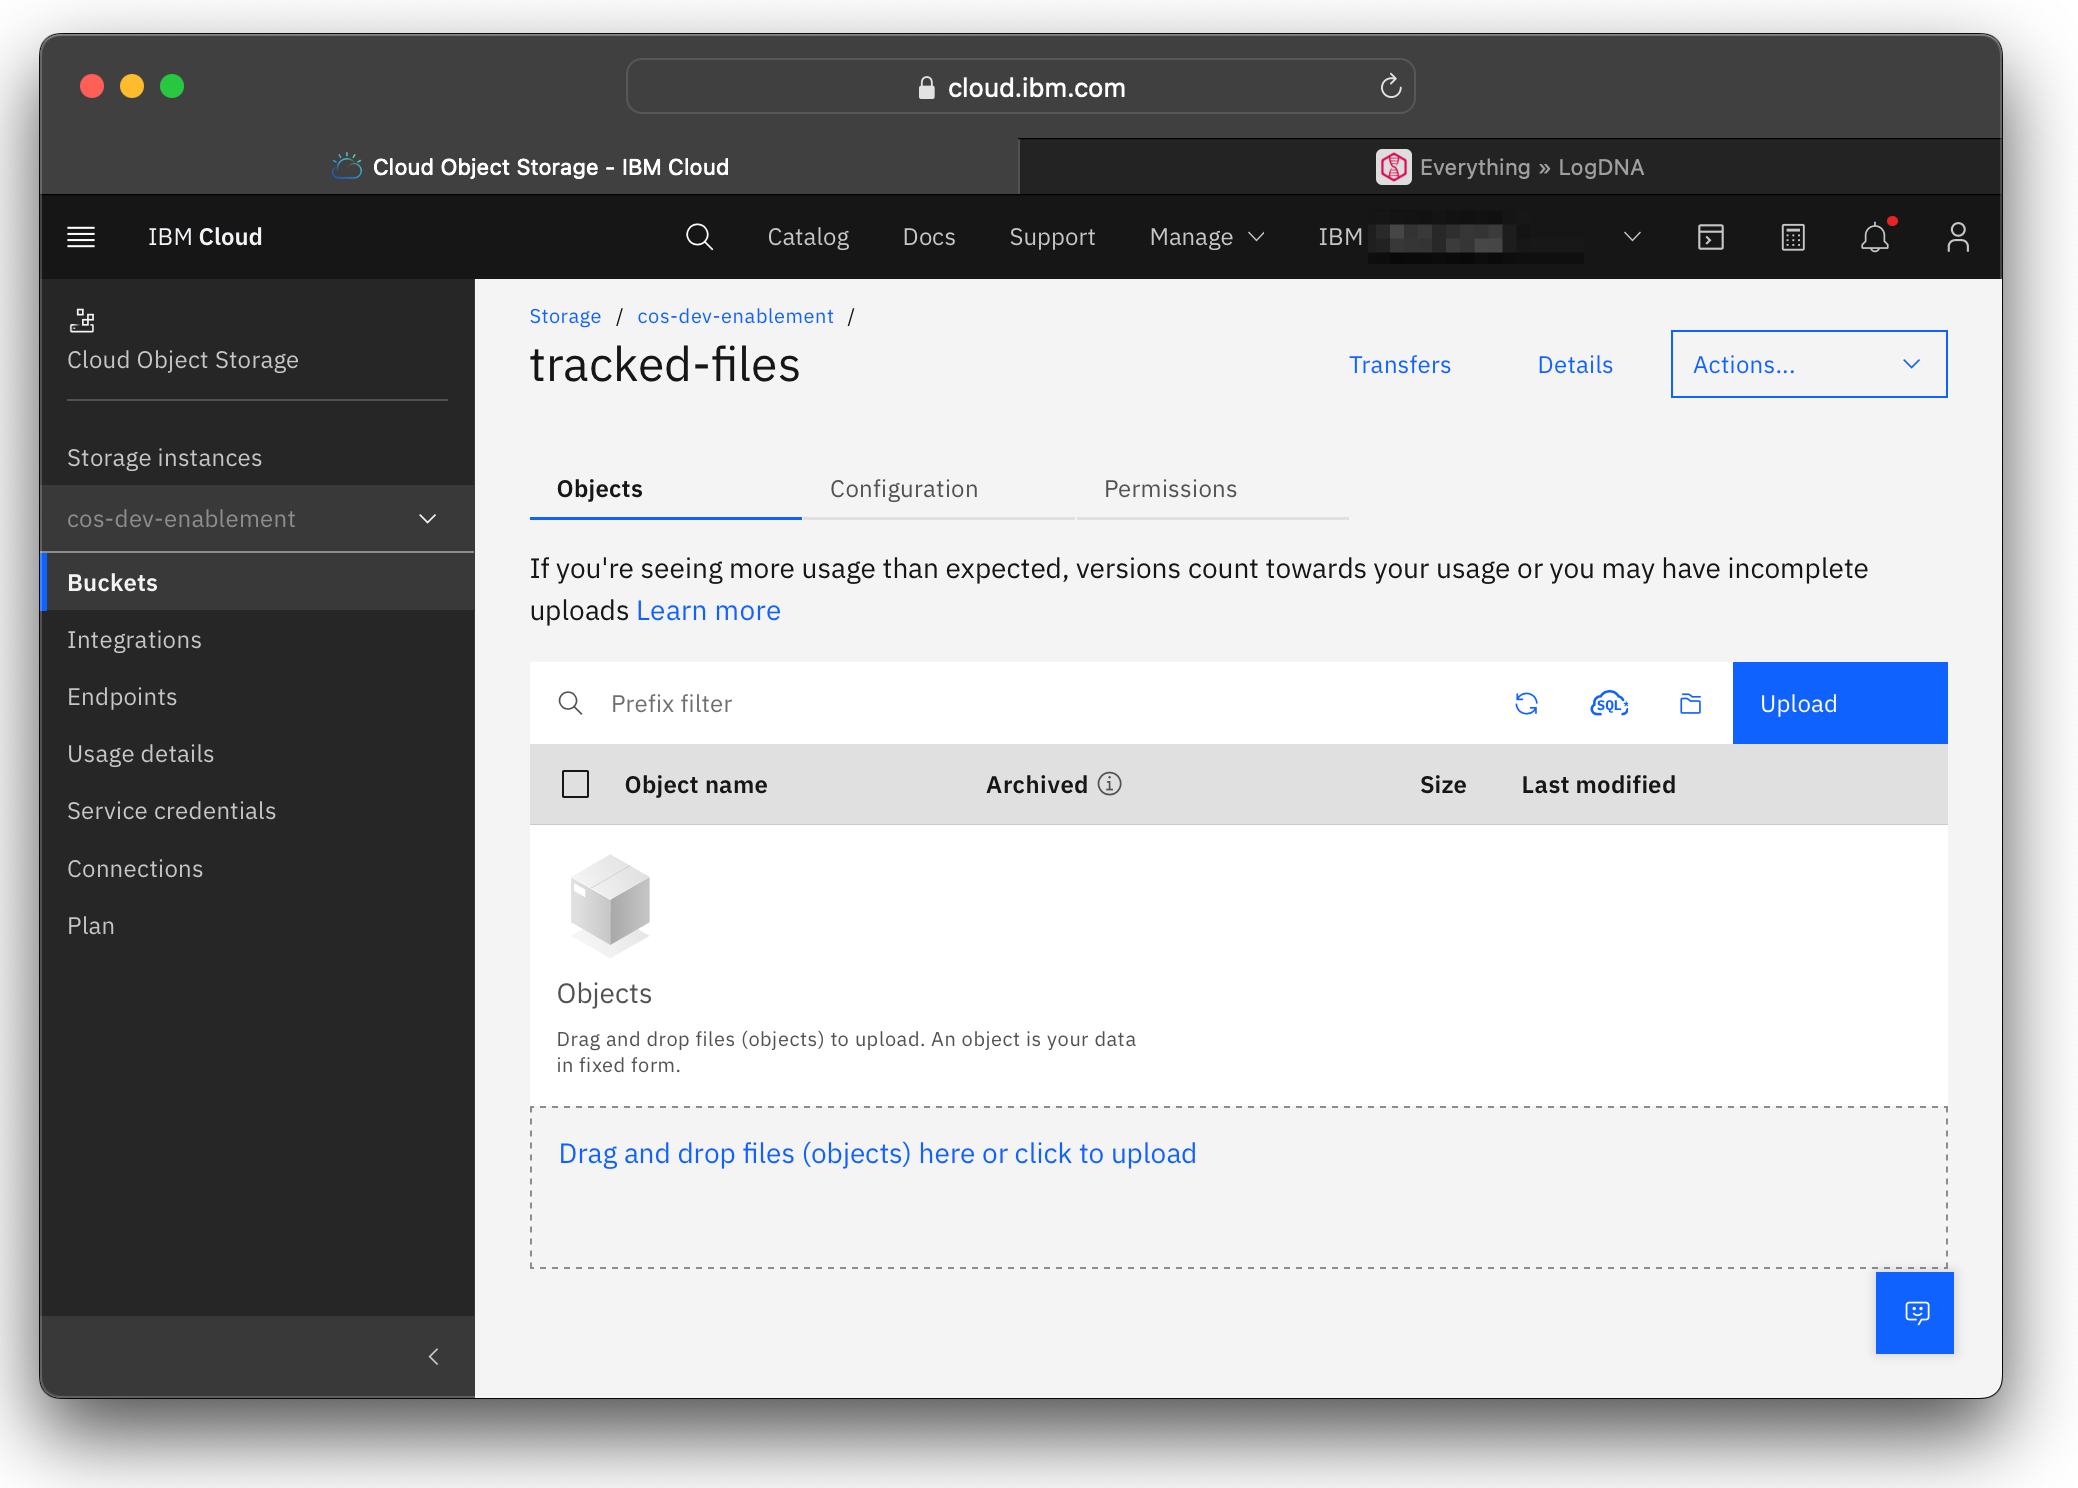 cloud.ibm.com
Cloud Object Storage - IBM Cloud
Everything » LogDNA
IBM Cloud
Catalog
Docs
Support
Manage
IBM
Cloud Object Storage
Storage instances
cos-dev-enablement
Buckets
Integrations
Endpoints
Usage details
Service credentials
Connections
Plan
Storage / cos-dev-enablement /
tracked-files
Transfers
Details
Actions...
Objects
Configuration
Permissions
If you're seeing more usage than expected, versions count towards your usage or you may have incomplete
uploads Learn more
Prefix filter
SQL
Upload
Object name
Archived
Size
Last modified
Objects
Drag and drop files (objects) to upload. An object is your data
in fixed form.
Drag and drop files (objects) here or click to upload